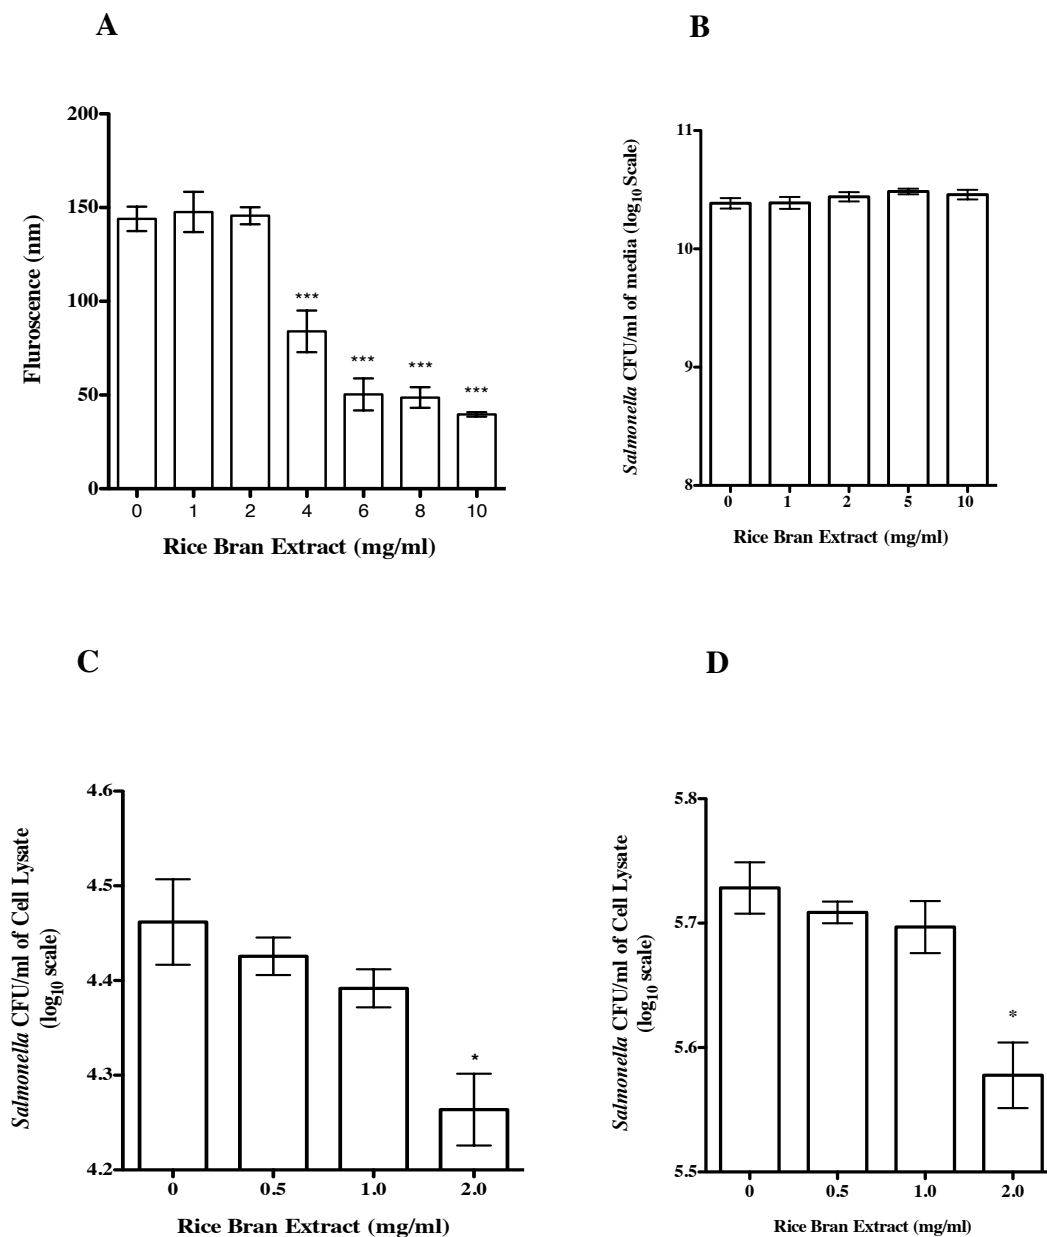 A
200
150
100
50
0
Fluroscence (nm)
***
***
***
***
0 1 2 4 6 8 10
Rice Bran Extract (mg/ml)
B
11
10
9
8
Salmonella CFU/ml of media (log10 Scale)
0 1 2 5 10
Rice Bran Extract (mg/ml)
C
4.6
4.5
4.4
4.3
4.2
Salmonella CFU/ml of Cell Lysate
(log10 scale)
*
0 0.5 1.0 2.0
Rice Bran Extract (mg/ml)
D
5.8
5.7
5.6
5.5
Salmonella CFU/ml of Cell Lysate
(log10 scale)
*
0 0.5 1.0 2.0
Rice Bran Extract (mg/ml)